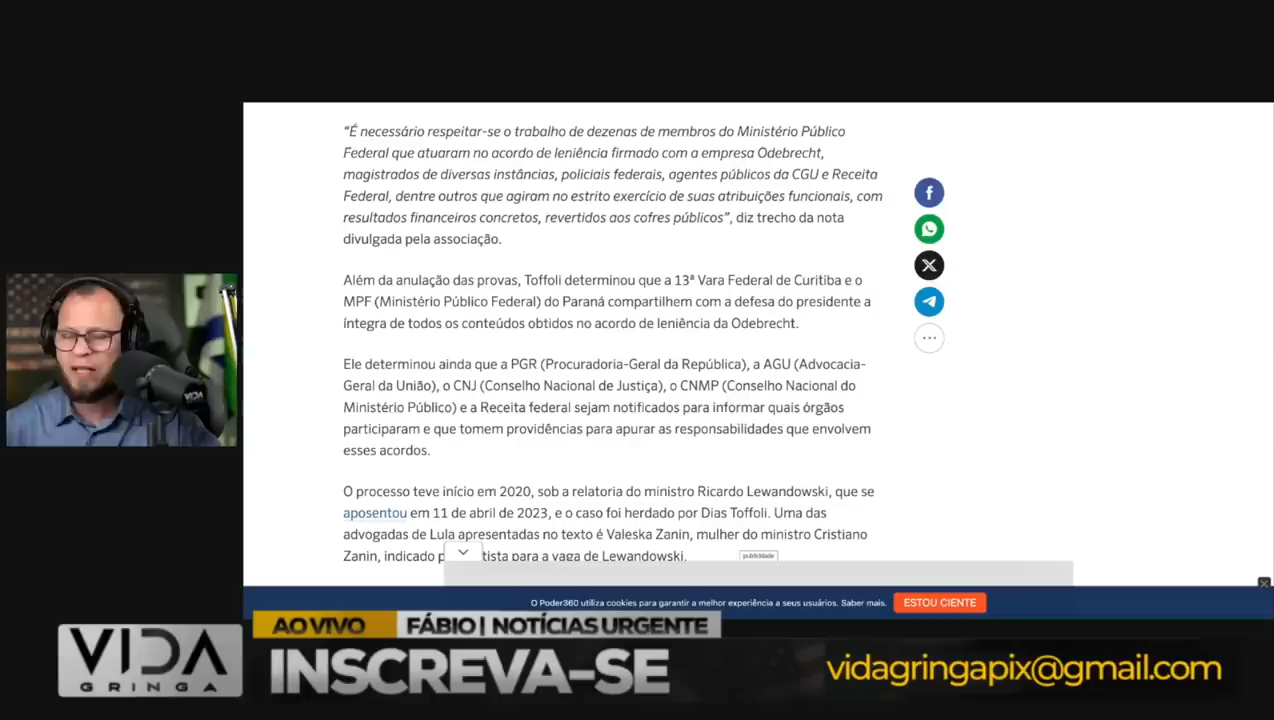 “É necessário respeitar-se o trabalho de dezenas de membros do Ministério Público
Federal que atuaram no acordo de leniência firmado com a empresa Odebrecht,
magistrados de diversas instâncias, policiais federais, agentes públicos da CGU e Receita
Federal, dentre outros que agiram no estrito exercício de suas atribuições funcionais, com
resultados financeiros concretos, revertidos aos cofres públicos”, diz trecho da nota
divulgada pela associação.
Além da anulação das provas, Toffoli determinou que a 13ª Vara Federal de Curitiba e o
MPF (Ministério Público Federal) do Paraná compartilhem com a defesa do presidente a
íntegra de todos os conteúdos obtidos no acordo de leniência da Odebrecht.
Ele determinou ainda que a PGR (Procuradoria-Geral da República), a AGU (Advocacia-
Geral da União), o CNJ (Conselho Nacional de Justiça), o CNMP (Conselho Nacional do
Ministério Público) e a Receita federal sejam notificados para informar quais órgãos
participaram e que tomem providências para apurar as responsabilidades que envolvem
esses acordos.
O processo teve início em 2020, sob a relatoria do ministro Ricardo Lewandowski, que se
aposentou em 11 de abril de 2023, e o caso foi herdado por Dias Toffoli. Uma das
advogadas de Lula apresentadas no texto é Valeska Zanin, mulher do ministro Cristiano
Zanin, indicado p tista para a vaga de Lewandowski.
publicidade
O Poder360 utiliza cookies para garantir a melhor experiência a seus usuários. Saber mais.
ESTOU CIENTE
AO VIVO
FÁBIO | NOTÍCIAS URGENTE
VIDA
GRINGA
INSCREVA-SE
vidagringapix@gmail.com
VIDA